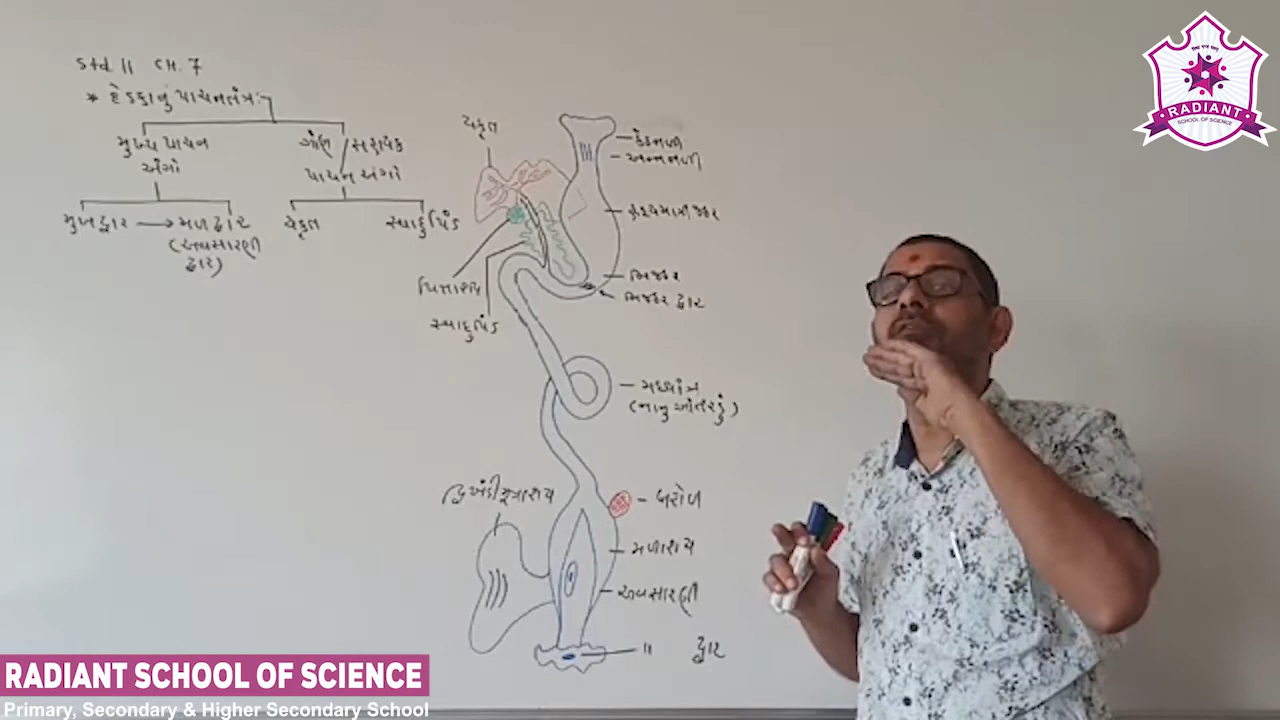 Std. 11 CH. 7
* દેડકાનું પાચનતંત્ર :-
મુખ્ય પાચન
અંગો
ગૌણ / સહાયક
પાચન અંગો
મુખદ્વાર → મળદ્વાર
(અવસારણી
દ્વાર)
યકૃત
સ્વાદુપિંડ
યકૃત
કંઠનળી
અન્નનળી
જઠર
નિજઠર
નિજઠર દ્વાર
પિત્તાશય
સ્વાદુપિંડ
મધ્યાંત્ર
(નાનુ આંતરડું)
દ્વિખંડી મૂત્રાશય
બરોળ
મળાશય
અવસારણી
11 દ્વાર
RADIANT
SCHOOL OF SCIENCE
RADIANT SCHOOL OF SCIENCE
Primary, Secondary & Higher Secondary School